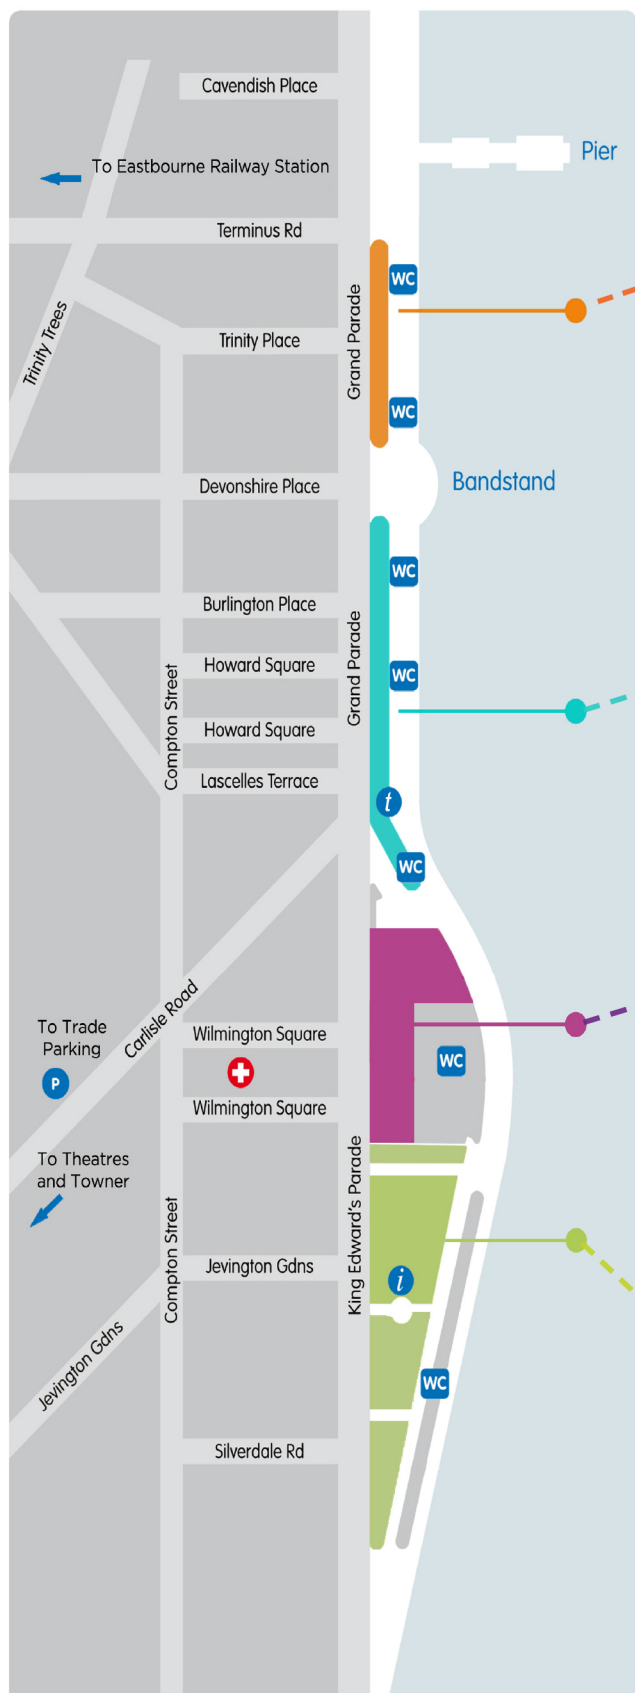 Cavendish Place
Pier
To Eastbourne Railway Station
Terminus Rd
WC
Trinity Trees
Grand Parade
Trinity Place
WC
Bandstand
Devonshire Place
WC
Burlington Place
Grand Parade
Howard Square
WC
Compton Street
Howard Square
Lascelles Terrace
t
WC
Carlisle Road
To Trade
Parking
P
Wilmington Square
WC
Wilmington Square
To Theatres
and Towner
King Edward's Parade
Compton Street
Jevington Gdns
i
Jevington Gdns
WC
Silverdale Rd